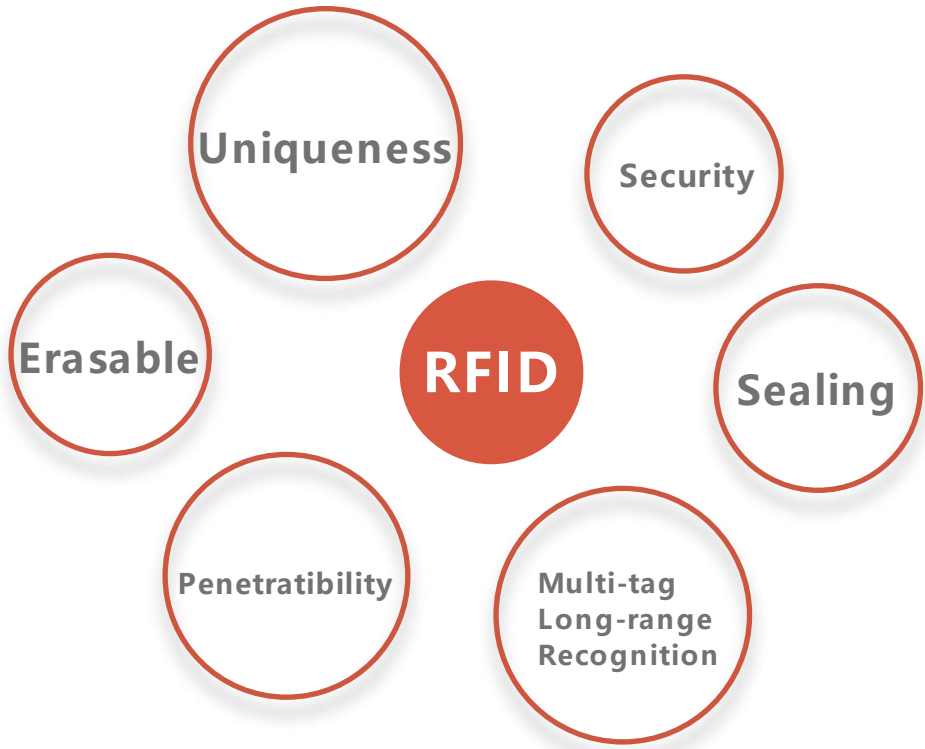 Uniqueness
Security
Erasable
RFID
Sealing
Penetratibility
Multi-tag
Long-range
Recognition